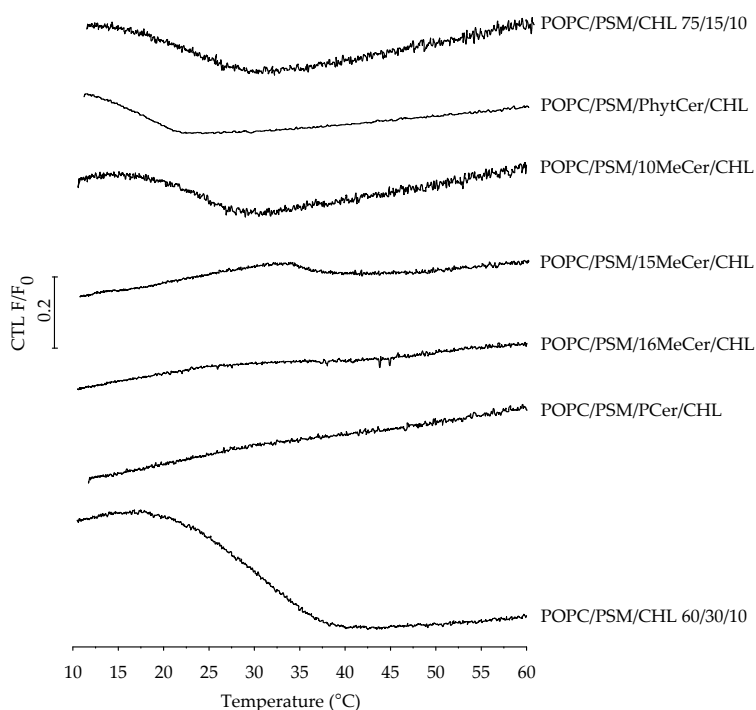 POPC/PSM/CHL 75/15/10
POPC/PSM/PhytCer/CHL
POPC/PSM/10MeCer/CHL
POPC/PSM/15MeCer/CHL
CTL F/F0
0.2
POPC/PSM/16MeCer/CHL
POPC/PSM/PCer/CHL
POPC/PSM/CHL 60/30/10
10 15 20 25 30 35 40 45 50 55 60
Temperature (°C)